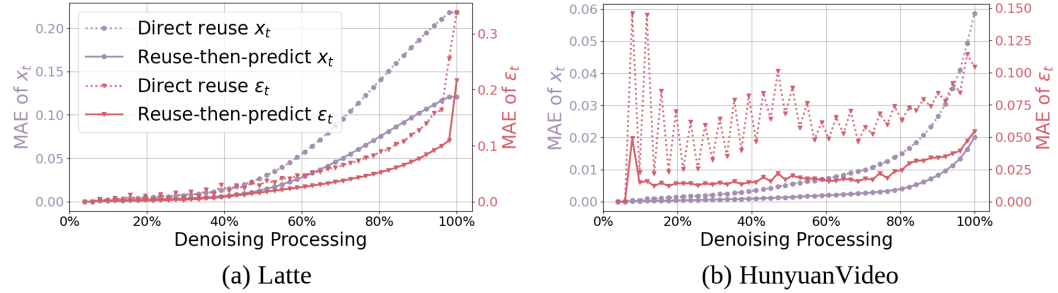 0.20
0.15
0.10
0.05
0.00
MAE of x_t
Direct reuse x_t
Reuse-then-predict x_t
Direct reuse ε_t
Reuse-then-predict ε_t
0.3
0.2
0.1
0.0
MAE of ε_t
0% 20% 40% 60% 80% 100%
Denoising Processing
(a) Latte
0.06
0.05
0.04
0.03
0.02
0.01
0.00
MAE of x_t
0.150
0.125
0.100
0.075
0.050
0.025
0.000
MAE of ε_t
0% 20% 40% 60% 80% 100%
Denoising Processing
(b) HunyuanVideo